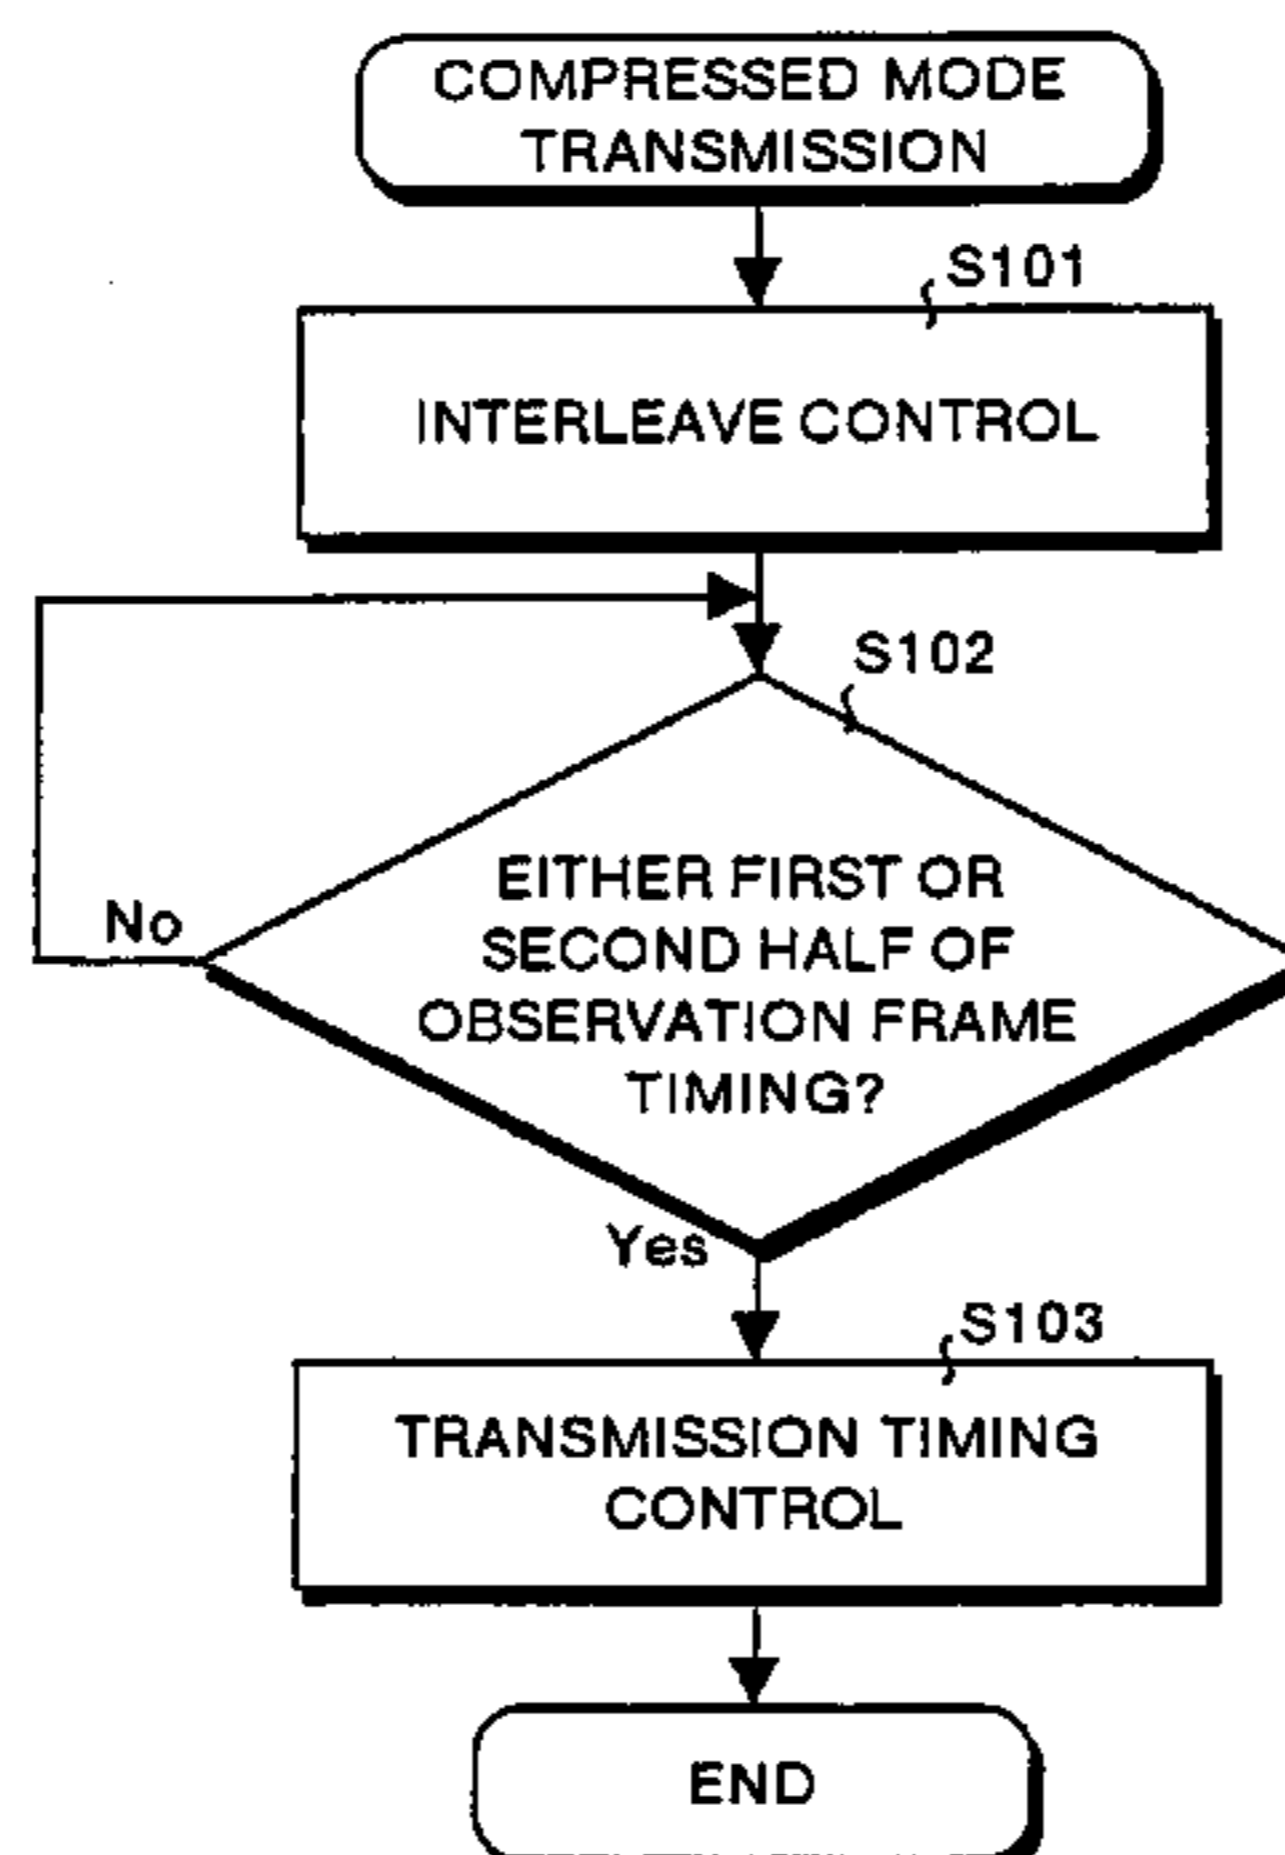 COMPRESSED MODE
TRANSMISSION
S101
INTERLEAVE CONTROL
S102
EITHER FIRST OR
SECOND HALF OF
OBSERVATION FRAME
TIMING?
No
Yes
S103
TRANSMISSION TIMING
CONTROL
END